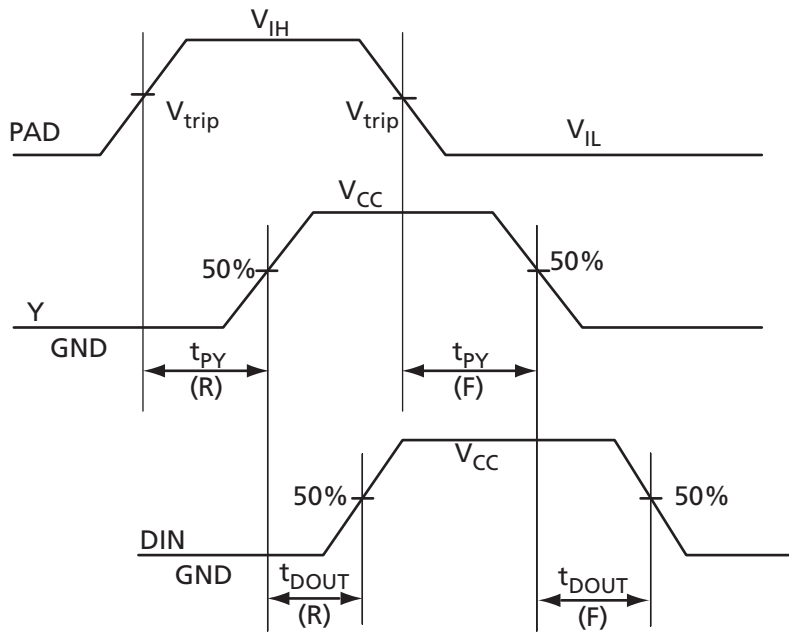 V_IH
PAD
V_trip
V_trip
V_IL
V_CC
50%
50%
Y
GND
t_PY
(R)
t_PY
(F)
V_CC
50%
50%
DIN
GND
t_DOUT
(R)
t_DOUT
(F)